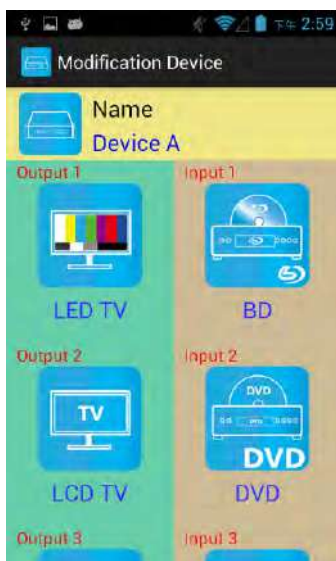 下午 2:59
Modification Device
Name
Device A
Output 1
Input 1
LED TV
BD
Output 2
Input 2
TV
DVD
DVD
LCD TV
DVD
Output 3
Input 3